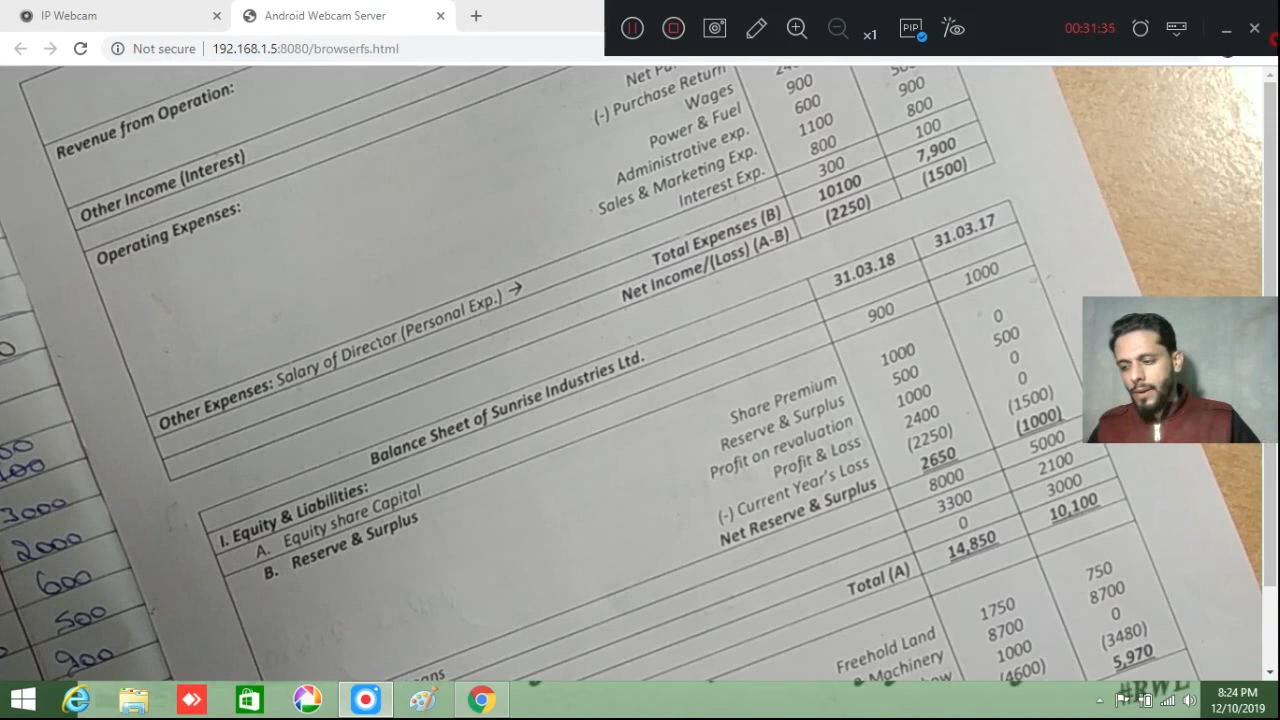 IP Webcam
Android Webcam Server
Not secure 192.168.1.5:8080/browserfs.html
x1 PIP 00:31:35
Revenue from Operation:
(-) Purchase Return 900
Wages 900 800
Power & Fuel 600 100
Other Income (Interest)
Administrative exp. 1100
Sales & Marketing Exp. 800
Operating Expenses:
Interest Exp. 300
Total Expenses (B) 10100 7,900
Net Income/(Loss) (A-B) (2250) (1500)
Other Expenses: Salary of Director (Personal Exp.) →
Balance Sheet of Sunrise Industries Ltd. 31.03.18 31.03.17
I. Equity & Liabilities:
A. Equity share Capital 900 1000
B. Reserve & Surplus
Share Premium 1000 0
Reserve & Surplus 500 500
Profit on revaluation 1000 0
Profit & Loss 2400 0
(-) Current Year's Loss (2250) (1500)
Net Reserve & Surplus 2650 (1000)
8000 5000
3300 2100
0 3000
Total (A) 14,850 10,100
Freehold Land 1750 750
Machinery 8700 8700
1000 0
(4600) (3480)
5,970
3000
2000
600
500
900
8:24 PM
12/10/2019